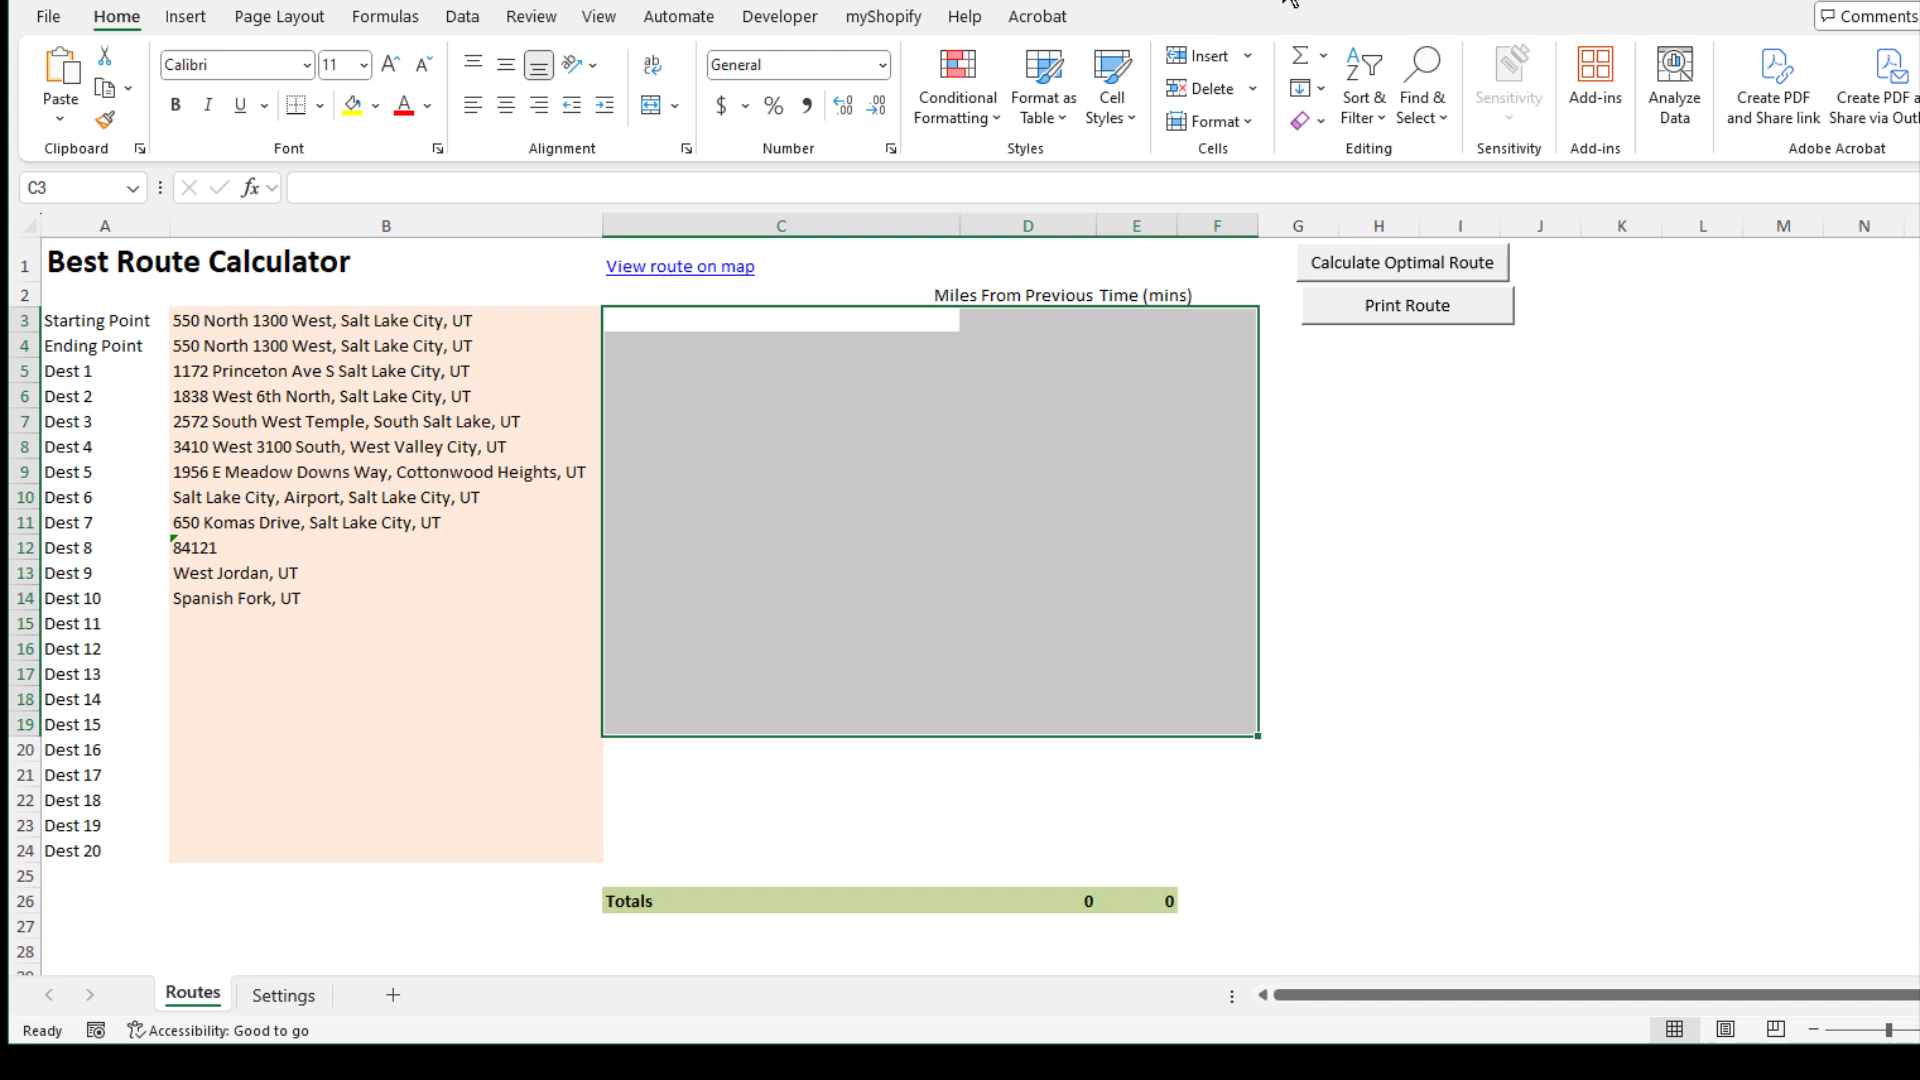 File Home Insert Page Layout Formulas Data Review View Automate Developer myShopify Help Acrobat Comments
Calibri 11 A A General Insert Σ
Paste Conditional Formatting Format as Table Cell Styles Delete Sort & Filter Find & Select Sensitivity Add-ins Analyze Data Create PDF and Share link Create PDF a Share via Outl
B I U A ab $ % Format
Clipboard Font Alignment Number Styles Cells Editing Sensitivity Add-ins Adobe Acrobat
C3 fx
A B C D E F G H I J K L M N
1 Best Route Calculator View route on map Calculate Optimal Route
2 Miles From Previous Time (mins) Print Route
3 Starting Point 550 North 1300 West, Salt Lake City, UT
4 Ending Point 550 North 1300 West, Salt Lake City, UT
5 Dest 1 1172 Princeton Ave S Salt Lake City, UT
6 Dest 2 1838 West 6th North, Salt Lake City, UT
7 Dest 3 2572 South West Temple, South Salt Lake, UT
8 Dest 4 3410 West 3100 South, West Valley City, UT
9 Dest 5 1956 E Meadow Downs Way, Cottonwood Heights, UT
10 Dest 6 Salt Lake City, Airport, Salt Lake City, UT
11 Dest 7 650 Komas Drive, Salt Lake City, UT
12 Dest 8 84121
13 Dest 9 West Jordan, UT
14 Dest 10 Spanish Fork, UT
15 Dest 11
16 Dest 12
17 Dest 13
18 Dest 14
19 Dest 15
20 Dest 16
21 Dest 17
22 Dest 18
23 Dest 19
24 Dest 20
25
26 Totals 0 0
27
28
Routes Settings +
Ready Accessibility: Good to go